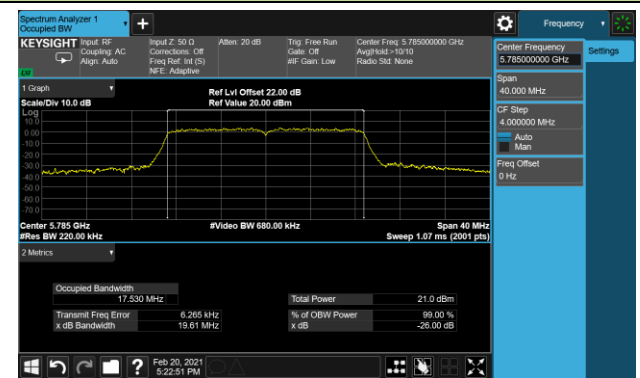 Spectrum Analyzer 1
Occupied BW
Frequency
KEYSIGHT
Input: RF
Coupling: AC
Align: Auto
Input Z: 50 Ω
Corrections: Off
Freq Ref: Int (S)
NFE: Adaptive
Atten: 20 dB
Trig: Free Run
Gate: Off
#IF Gain: Low
Center Freq: 5.785000000 GHz
Avg|Hold:>10/10
Radio Std: None
Center Frequency
5.785000000 GHz
Settings
Span
40.000 MHz
CF Step
4.000000 MHz
Auto
Man
Freq Offset
0 Hz
1 Graph
Scale/Div 10.0 dB
Ref Lvl Offset 22.00 dB
Ref Value 20.00 dBm
Log
10.0
0.00
-10.0
-20.0
-30.0
-40.0
-50.0
-60.0
-70.0
Center 5.785 GHz
#Video BW 680.00 kHz
Span 40 MHz
#Res BW 220.00 kHz
Sweep 1.07 ms (2001 pts)
2 Metrics
Occupied Bandwidth
17.530 MHz
Total Power 21.0 dBm
Transmit Freq Error 6.265 kHz
% of OBW Power 99.00 %
x dB Bandwidth 19.61 MHz
x dB -26.00 dB
Feb 20, 2021
5:22:51 PM